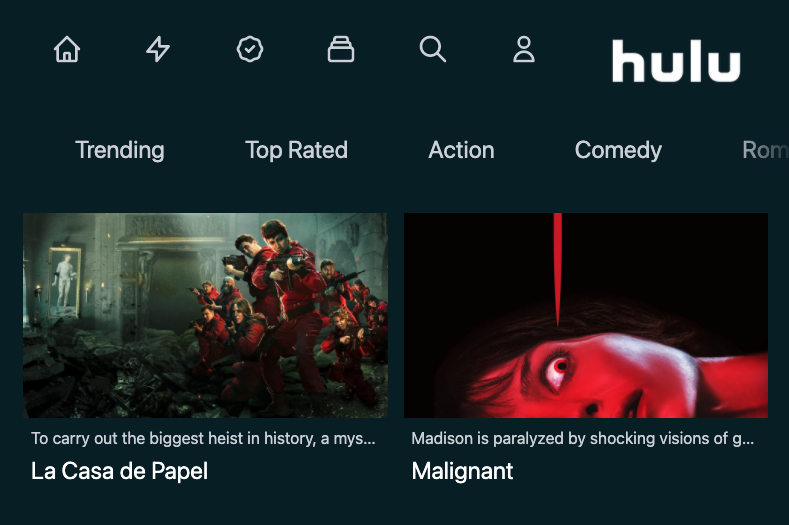 hulu
Trending Top Rated Action Comedy Rom
To carry out the biggest heist in history, a mys...
La Casa de Papel
Madison is paralyzed by shocking visions of g...
Malignant